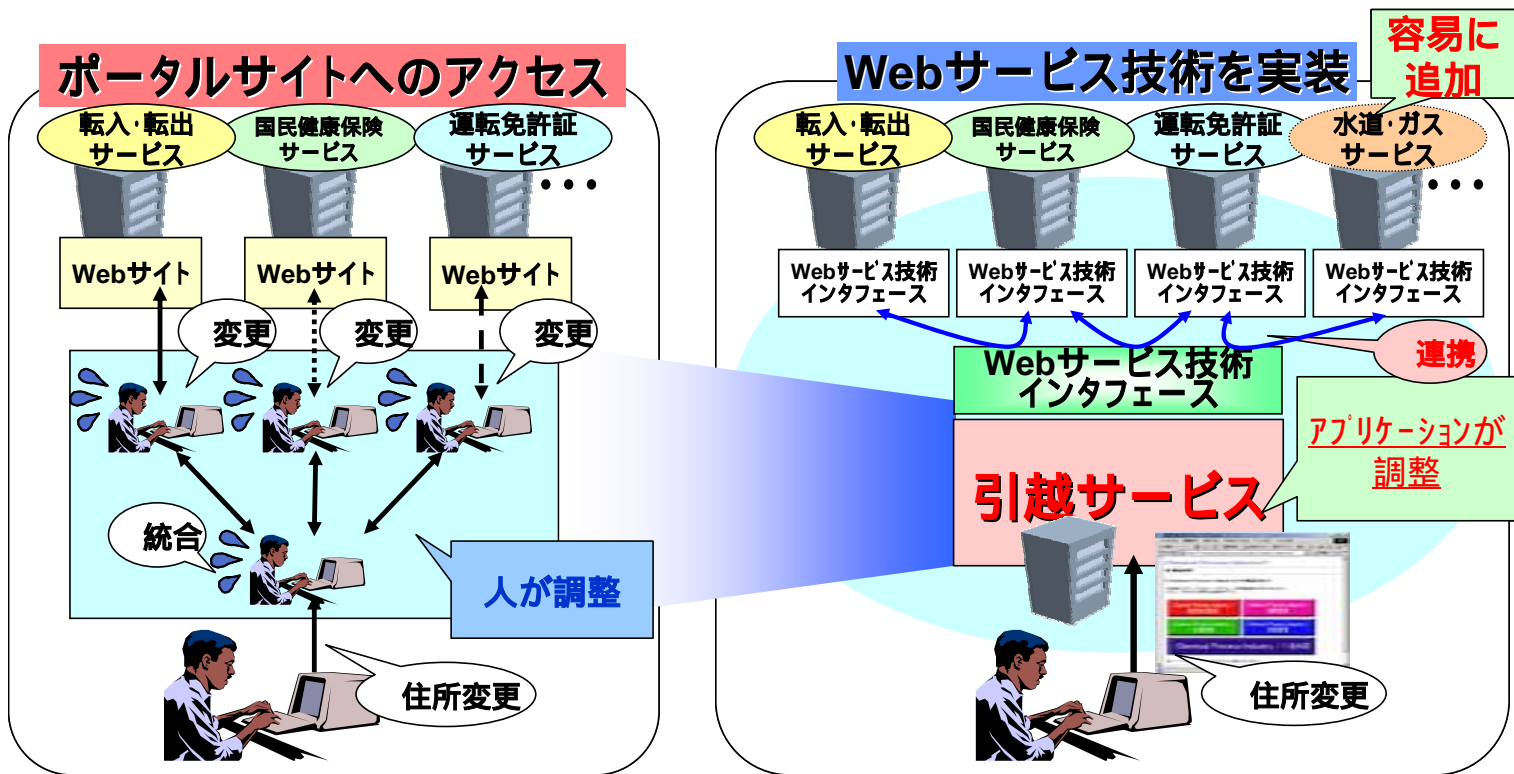 ポータルサイトへのアクセス
転入・転出
サービス
国民健康保険
サービス
運転免許証
サービス
・・・
Webサイト
Webサイト
Webサイト
変更
変更
変更
統合
人が調整
住所変更
Webサービス技術を実装
容易に
追加
転入・転出
サービス
国民健康保険
サービス
運転免許証
サービス
水道・ガス
サービス
・・・
Webサービス技術
インタフェース
Webサービス技術
インタフェース
Webサービス技術
インタフェース
Webサービス技術
インタフェース
連携
Webサービス技術
インタフェース
アプリケーションが
調整
引越サービス
住所変更